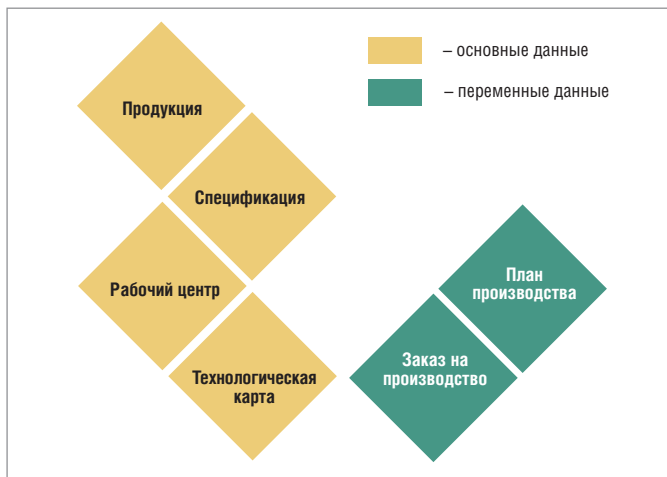 – основные данные
– переменные данные
Продукция
Спецификация
Рабочий центр
Технологическая
карта
План
производства
Заказ на
производство